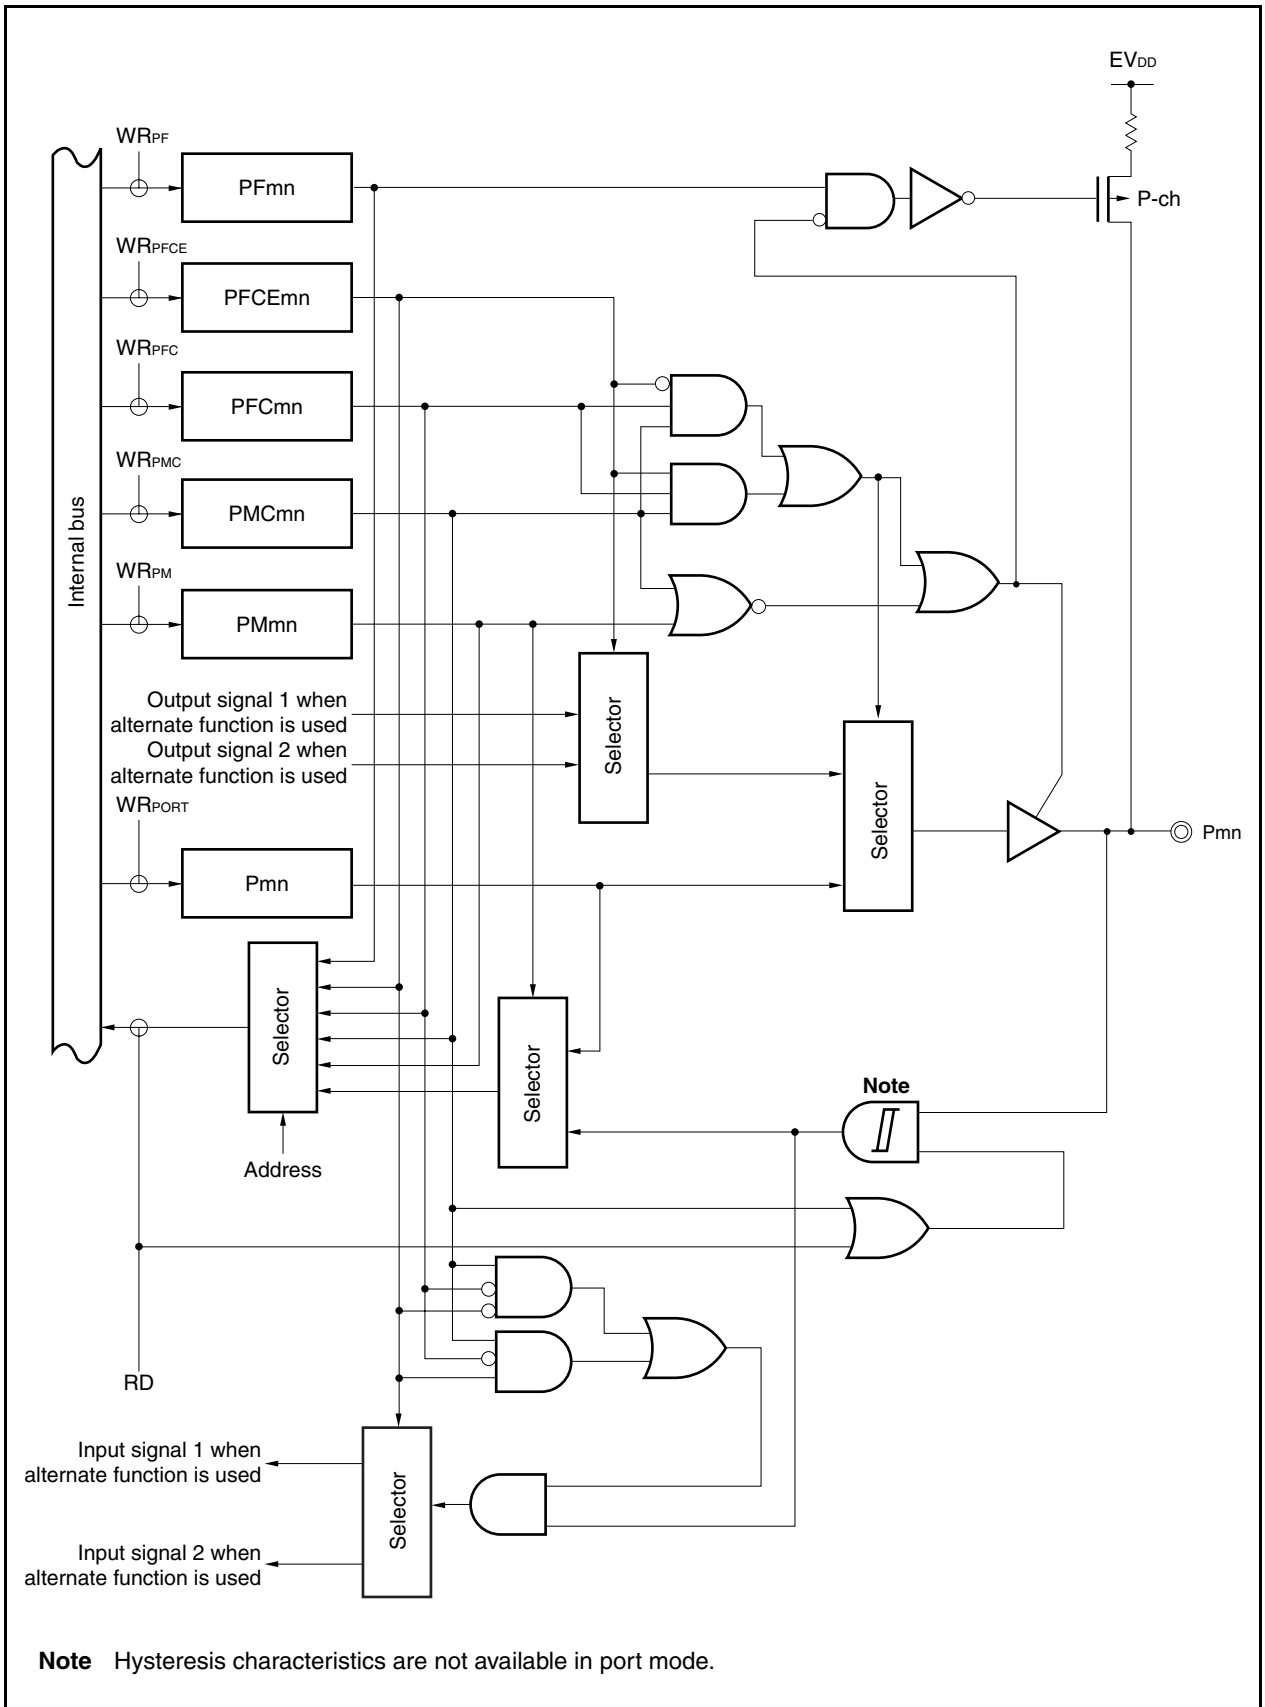 EVDD
WRPF
PFmn
P-ch
WRPFCE
PFCEmn
WRPFC
PFCmn
WRPMC
PMCmn
Internal bus
WRPM
PMmn
Output signal 1 when
alternate function is used
Output signal 2 when
alternate function is used
Selector
Selector
WRPORT
Pmn
Pmn
Selector
Selector
Note
Address
RD
Input signal 1 when
alternate function is used
Selector
Input signal 2 when
alternate function is used
Note Hysteresis characteristics are not available in port mode.